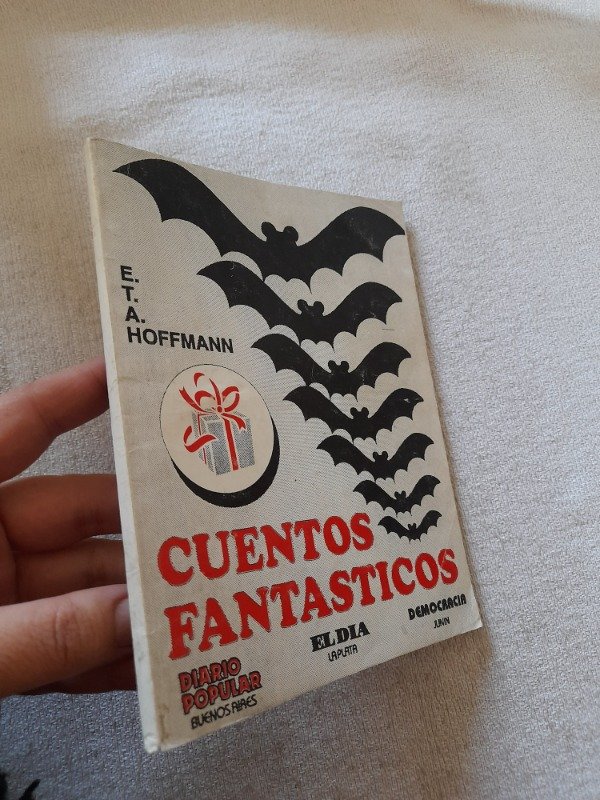 E.
T.
A.
HOFFMANN
CUENTOS
FANTASTICOS
DIARIO
POPULAR
BUENOS AIRES
EL DIA
LA PLATA
DEMOCRACIA
JUNIN